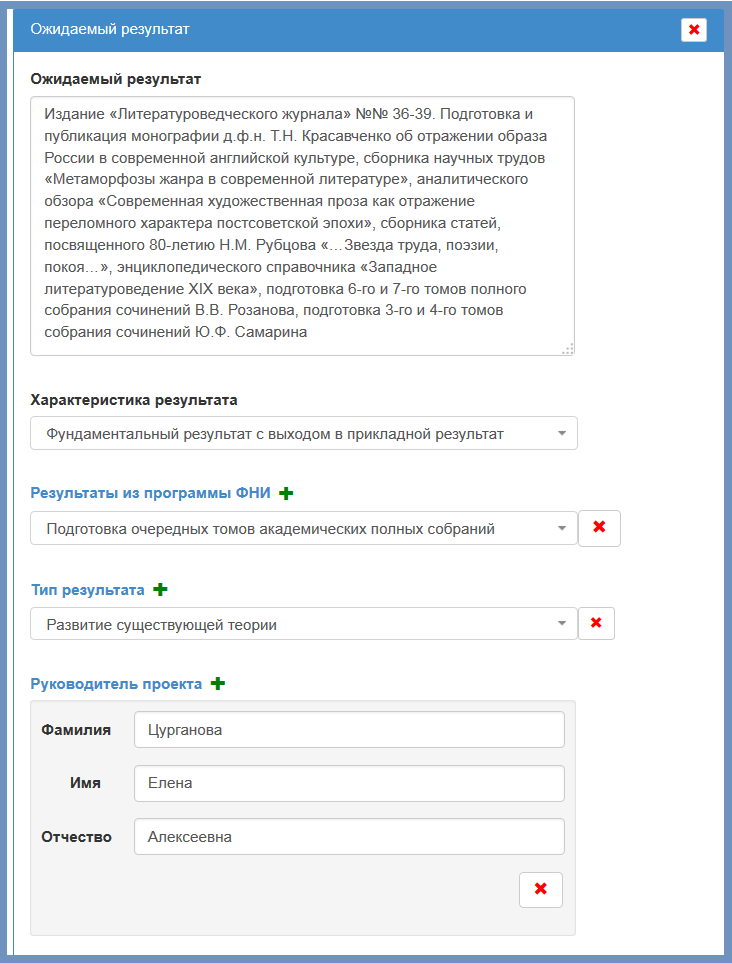 Ожидаемый результат
Ожидаемый результат
Издание «Литературоведческого журнала» №№ 36-39. Подготовка и
публикация монографии д.ф.н. Т.Н. Красавченко об отражении образа
России в современной английской культуре, сборника научных трудов
«Метаморфозы жанра в современной литературе», аналитического
обзора «Современная художественная проза как отражение
переломного характера постсоветской эпохи», сборника статей,
посвященного 80-летию Н.М. Рубцова «…Звезда труда, поэзии,
покоя…», энциклопедического справочника «Западное
литературоведение XIX века», подготовка 6-го и 7-го томов полного
собрания сочинений В.В. Розанова, подготовка 3-го и 4-го томов
собрания сочинений Ю.Ф. Самарина
Характеристика результата
Фундаментальный результат с выходом в прикладной результат
Результаты из программы ФНИ
Подготовка очередных томов академических полных собраний
Тип результата
Развитие существующей теории
Руководитель проекта
Фамилия Цурганова
Имя Елена
Отчество Алексеевна